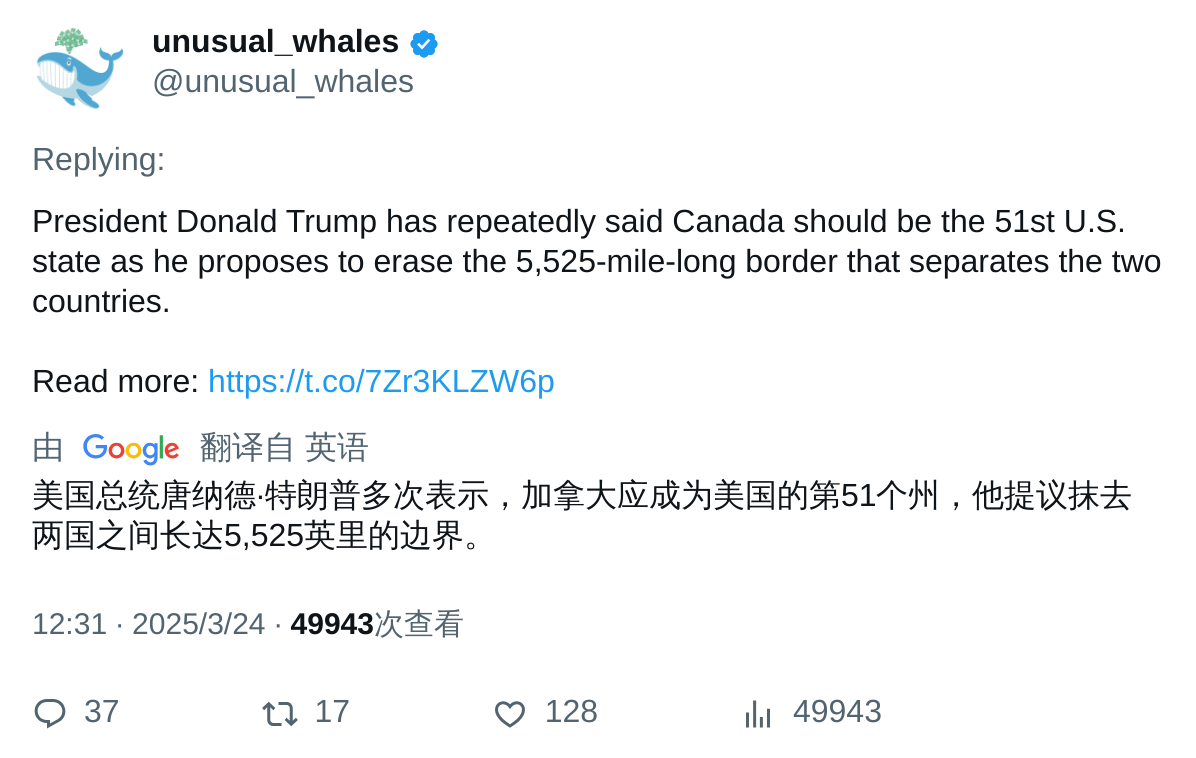 unusual_whales
@unusual_whales
Replying:
President Donald Trump has repeatedly said Canada should be the 51st U.S.
state as he proposes to erase the 5,525-mile-long border that separates the two
countries.
Read more: https://t.co/7Zr3KLZW6p
由 Google 翻译自 英语
美国总统唐纳德·特朗普多次表示，加拿大应成为美国的第51个州，他提议抹去
两国之间长达5,525英里的边界。
12:31 · 2025/3/24 · 49943次查看
37 17 128 49943